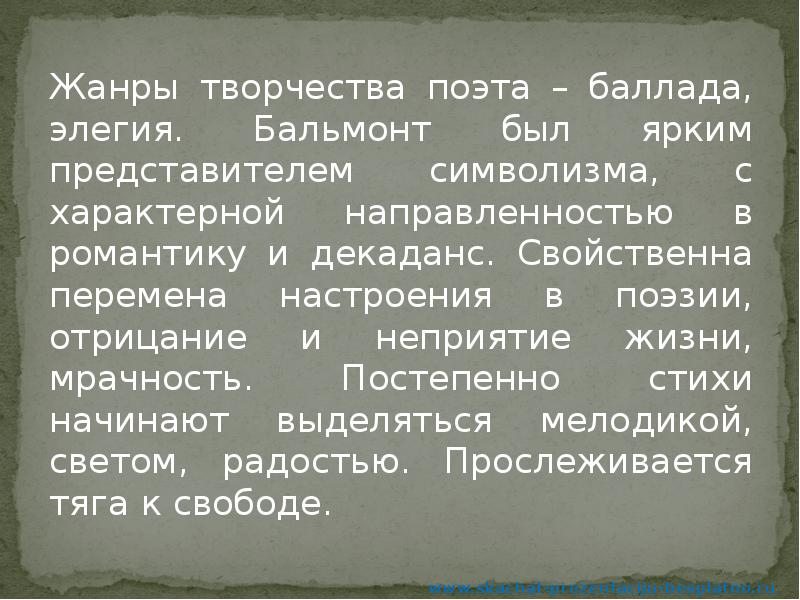 Жанры творчества поэта – баллада,
элегия. Бальмонт был ярким
представителем символизма, с
характерной направленностью в
романтику и декаданс. Свойственна
перемена настроения в поэзии,
отрицание и неприятие жизни,
мрачность. Постепенно стихи
начинают выделяться мелодикой,
светом, радостью. Прослеживается
тяга к свободе.
www.skachat-prezentaciju-besplatno.ru